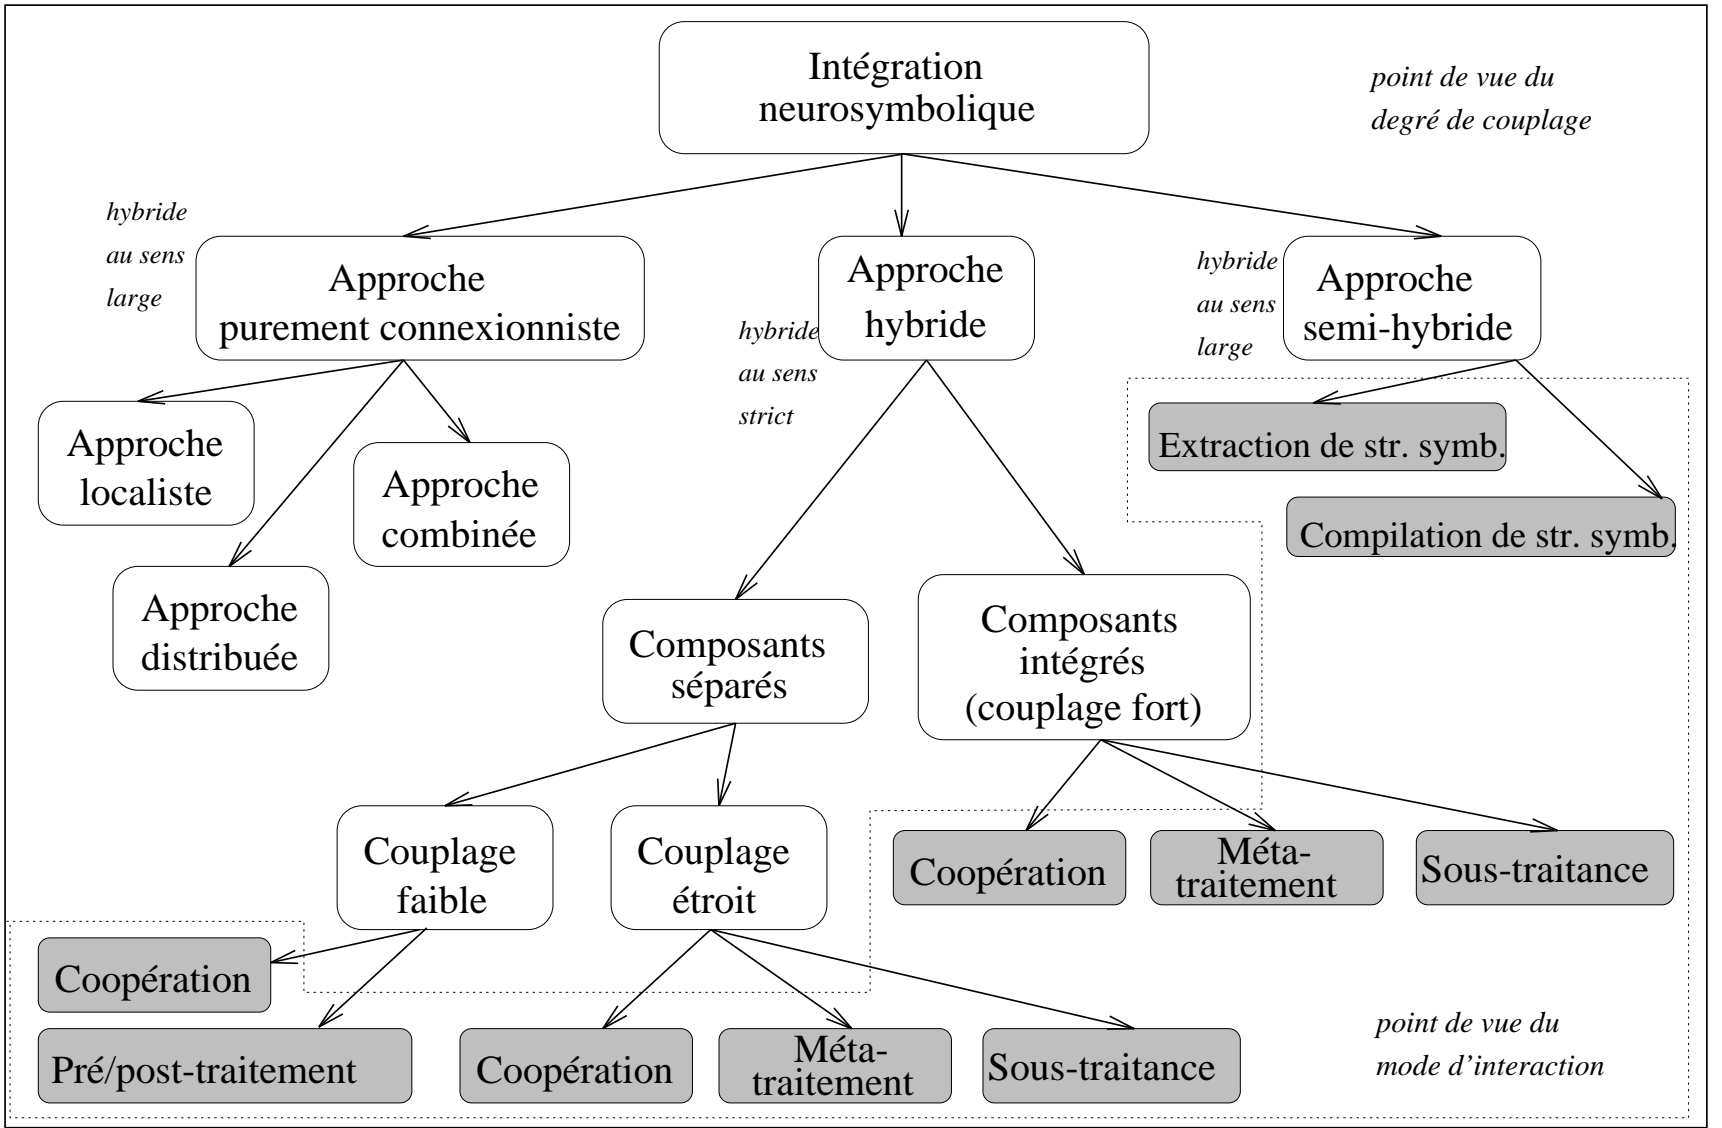 Intégration
neurosymbolique
point de vue du
degré de couplage
hybride
au sens
large
Approche
purement connexionniste
hybride
au sens
strict
Approche
hybride
hybride
au sens
large
Approche
semi-hybride
Approche
localiste
Approche
combinée
Approche
distribuée
Extraction de str. symb.
Compilation de str. symb.
Composants
séparés
Composants
intégrés
(couplage fort)
Couplage
faible
Couplage
étroit
Coopération
Méta-
traitement
Sous-traitance
Coopération
Pré/post-traitement
Coopération
Méta-
traitement
Sous-traitance
point de vue du
mode d'interaction